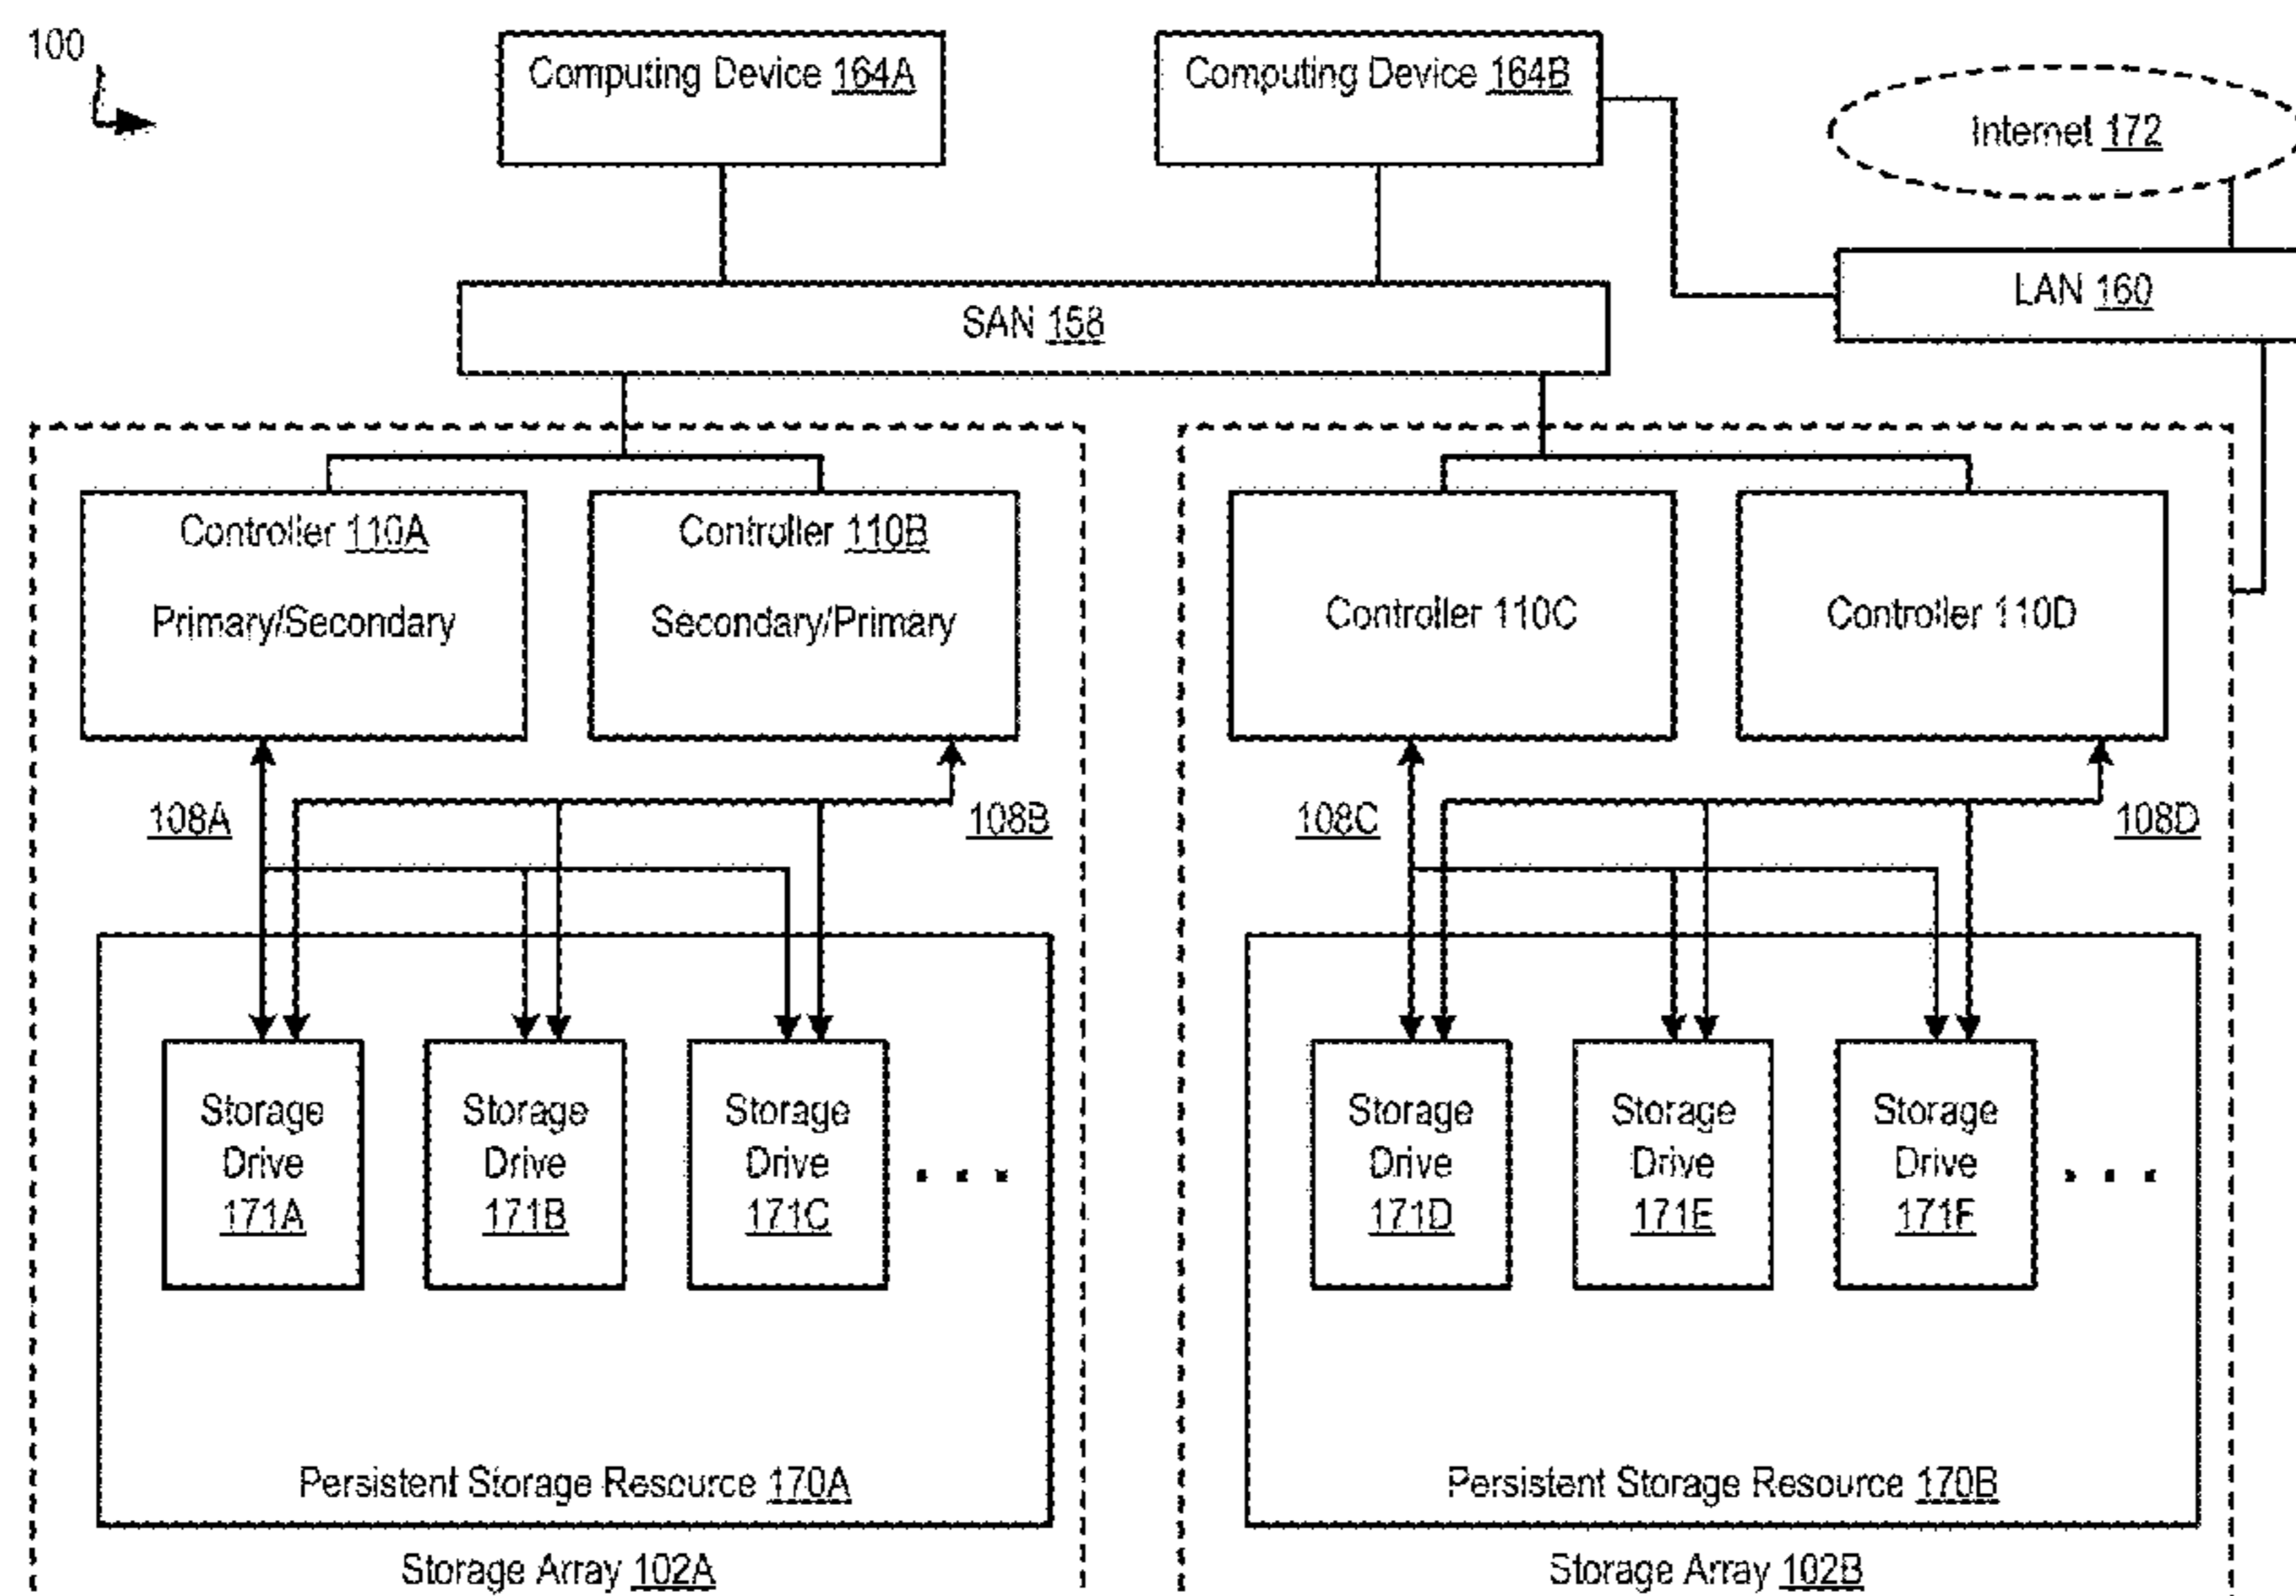 100
Computing Device 164A
Computing Device 164B
Internet 172
LAN 160
SAN 158
Controller 110A
Primary/Secondary
Controller 110B
Secondary/Primary
Controller 110C
Controller 110D
108A
108B
108C
108D
Storage
Drive
171A
Storage
Drive
171B
Storage
Drive
171C
. . .
Storage
Drive
171D
Storage
Drive
171E
Storage
Drive
171F
. . .
Persistent Storage Resource 170A
Persistent Storage Resource 170B
Storage Array 102A
Storage Array 102B